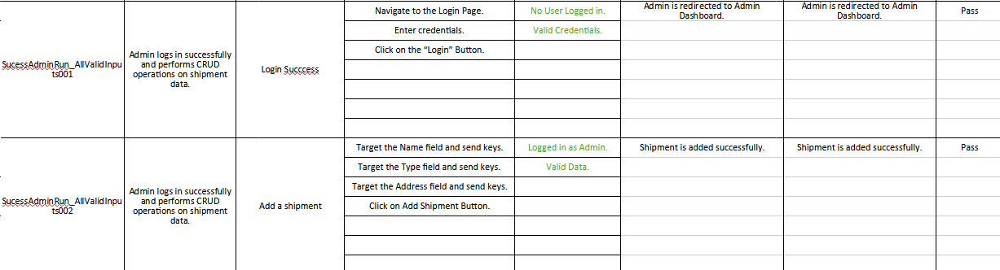 Navigate to the Login Page.
No User Logged in.
Admin is redirected to Admin
Dashboard.
Admin is redirected to Admin
Dashboard.
Pass
Enter credentials.
Valid Credentials.
Click on the “Login” Button.
SucessAdminRun_AllValidInpu
ts001
Admin logs in successfully
and performs CRUD
operations on shipment
data.
Login Succcess
Target the Name field and send keys.
Logged in as Admin.
Shipment is added successfully.
Shipment is added successfully.
Pass
Target the Type field and send keys.
Valid Data.
Target the Address field and send keys.
Click on Add Shipment Button.
SucessAdminRun_AllValidInpu
ts002
Admin logs in successfully
and performs CRUD
operations on shipment
data.
Add a shipment